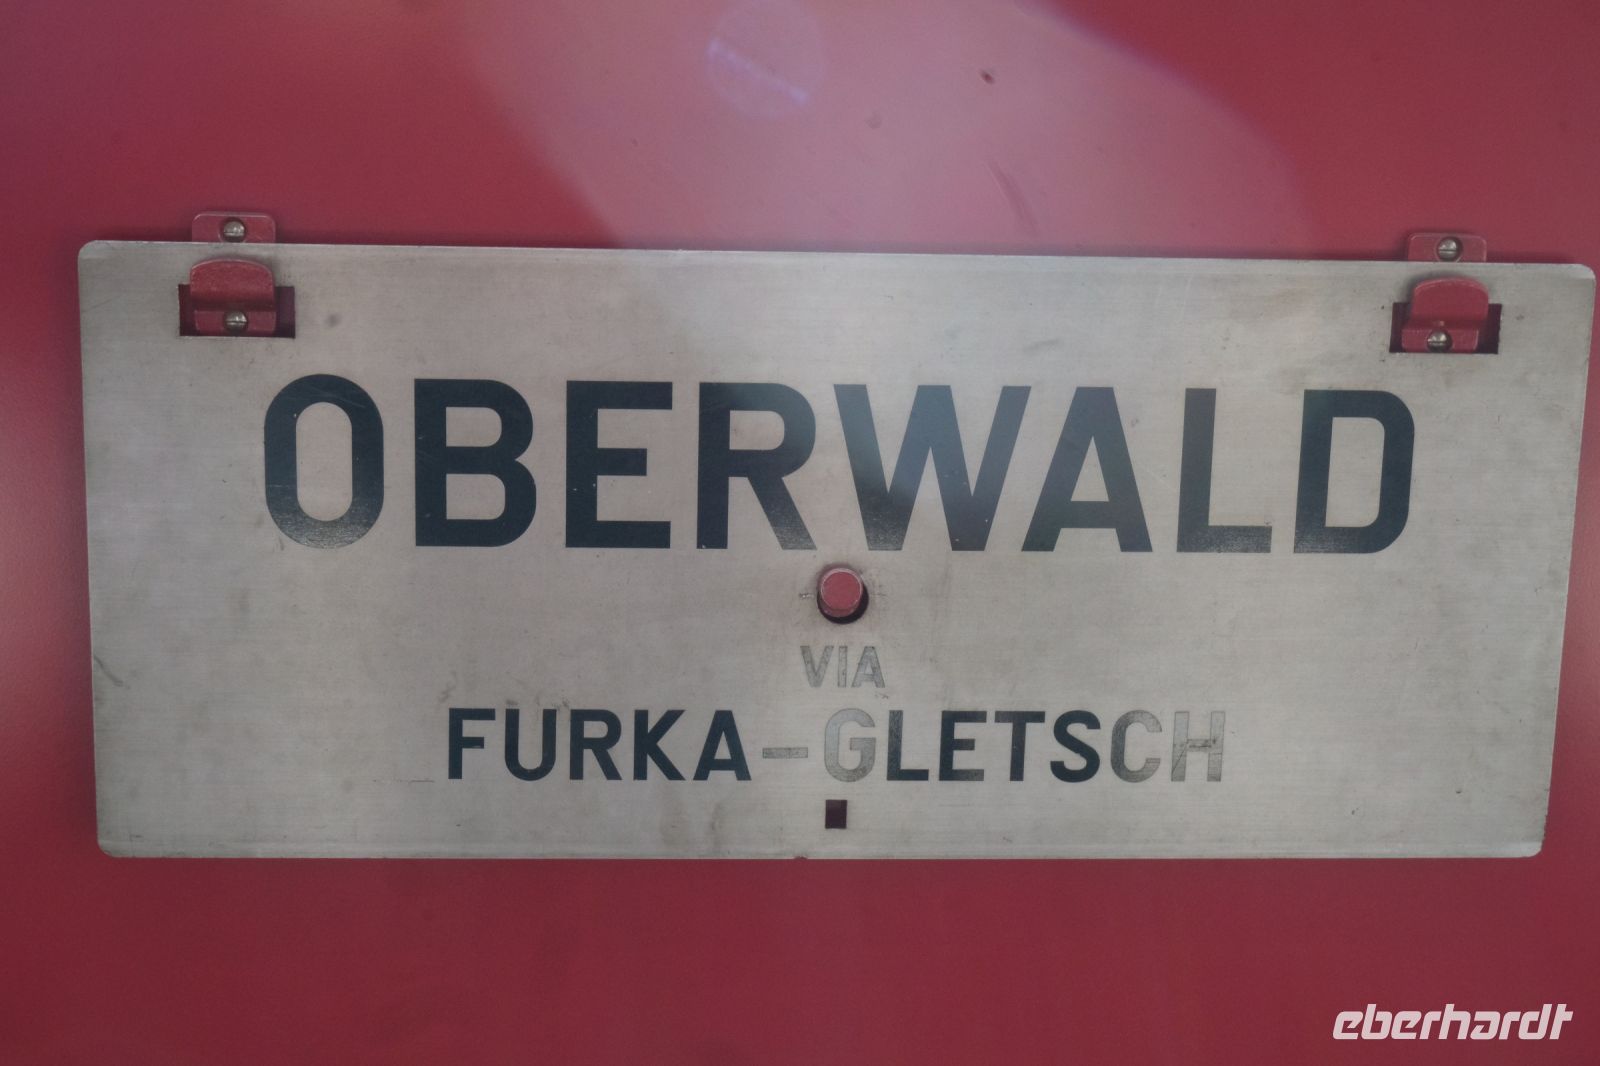 OBERWALD
VIA
FURKA-GLETSCH
eberhardt